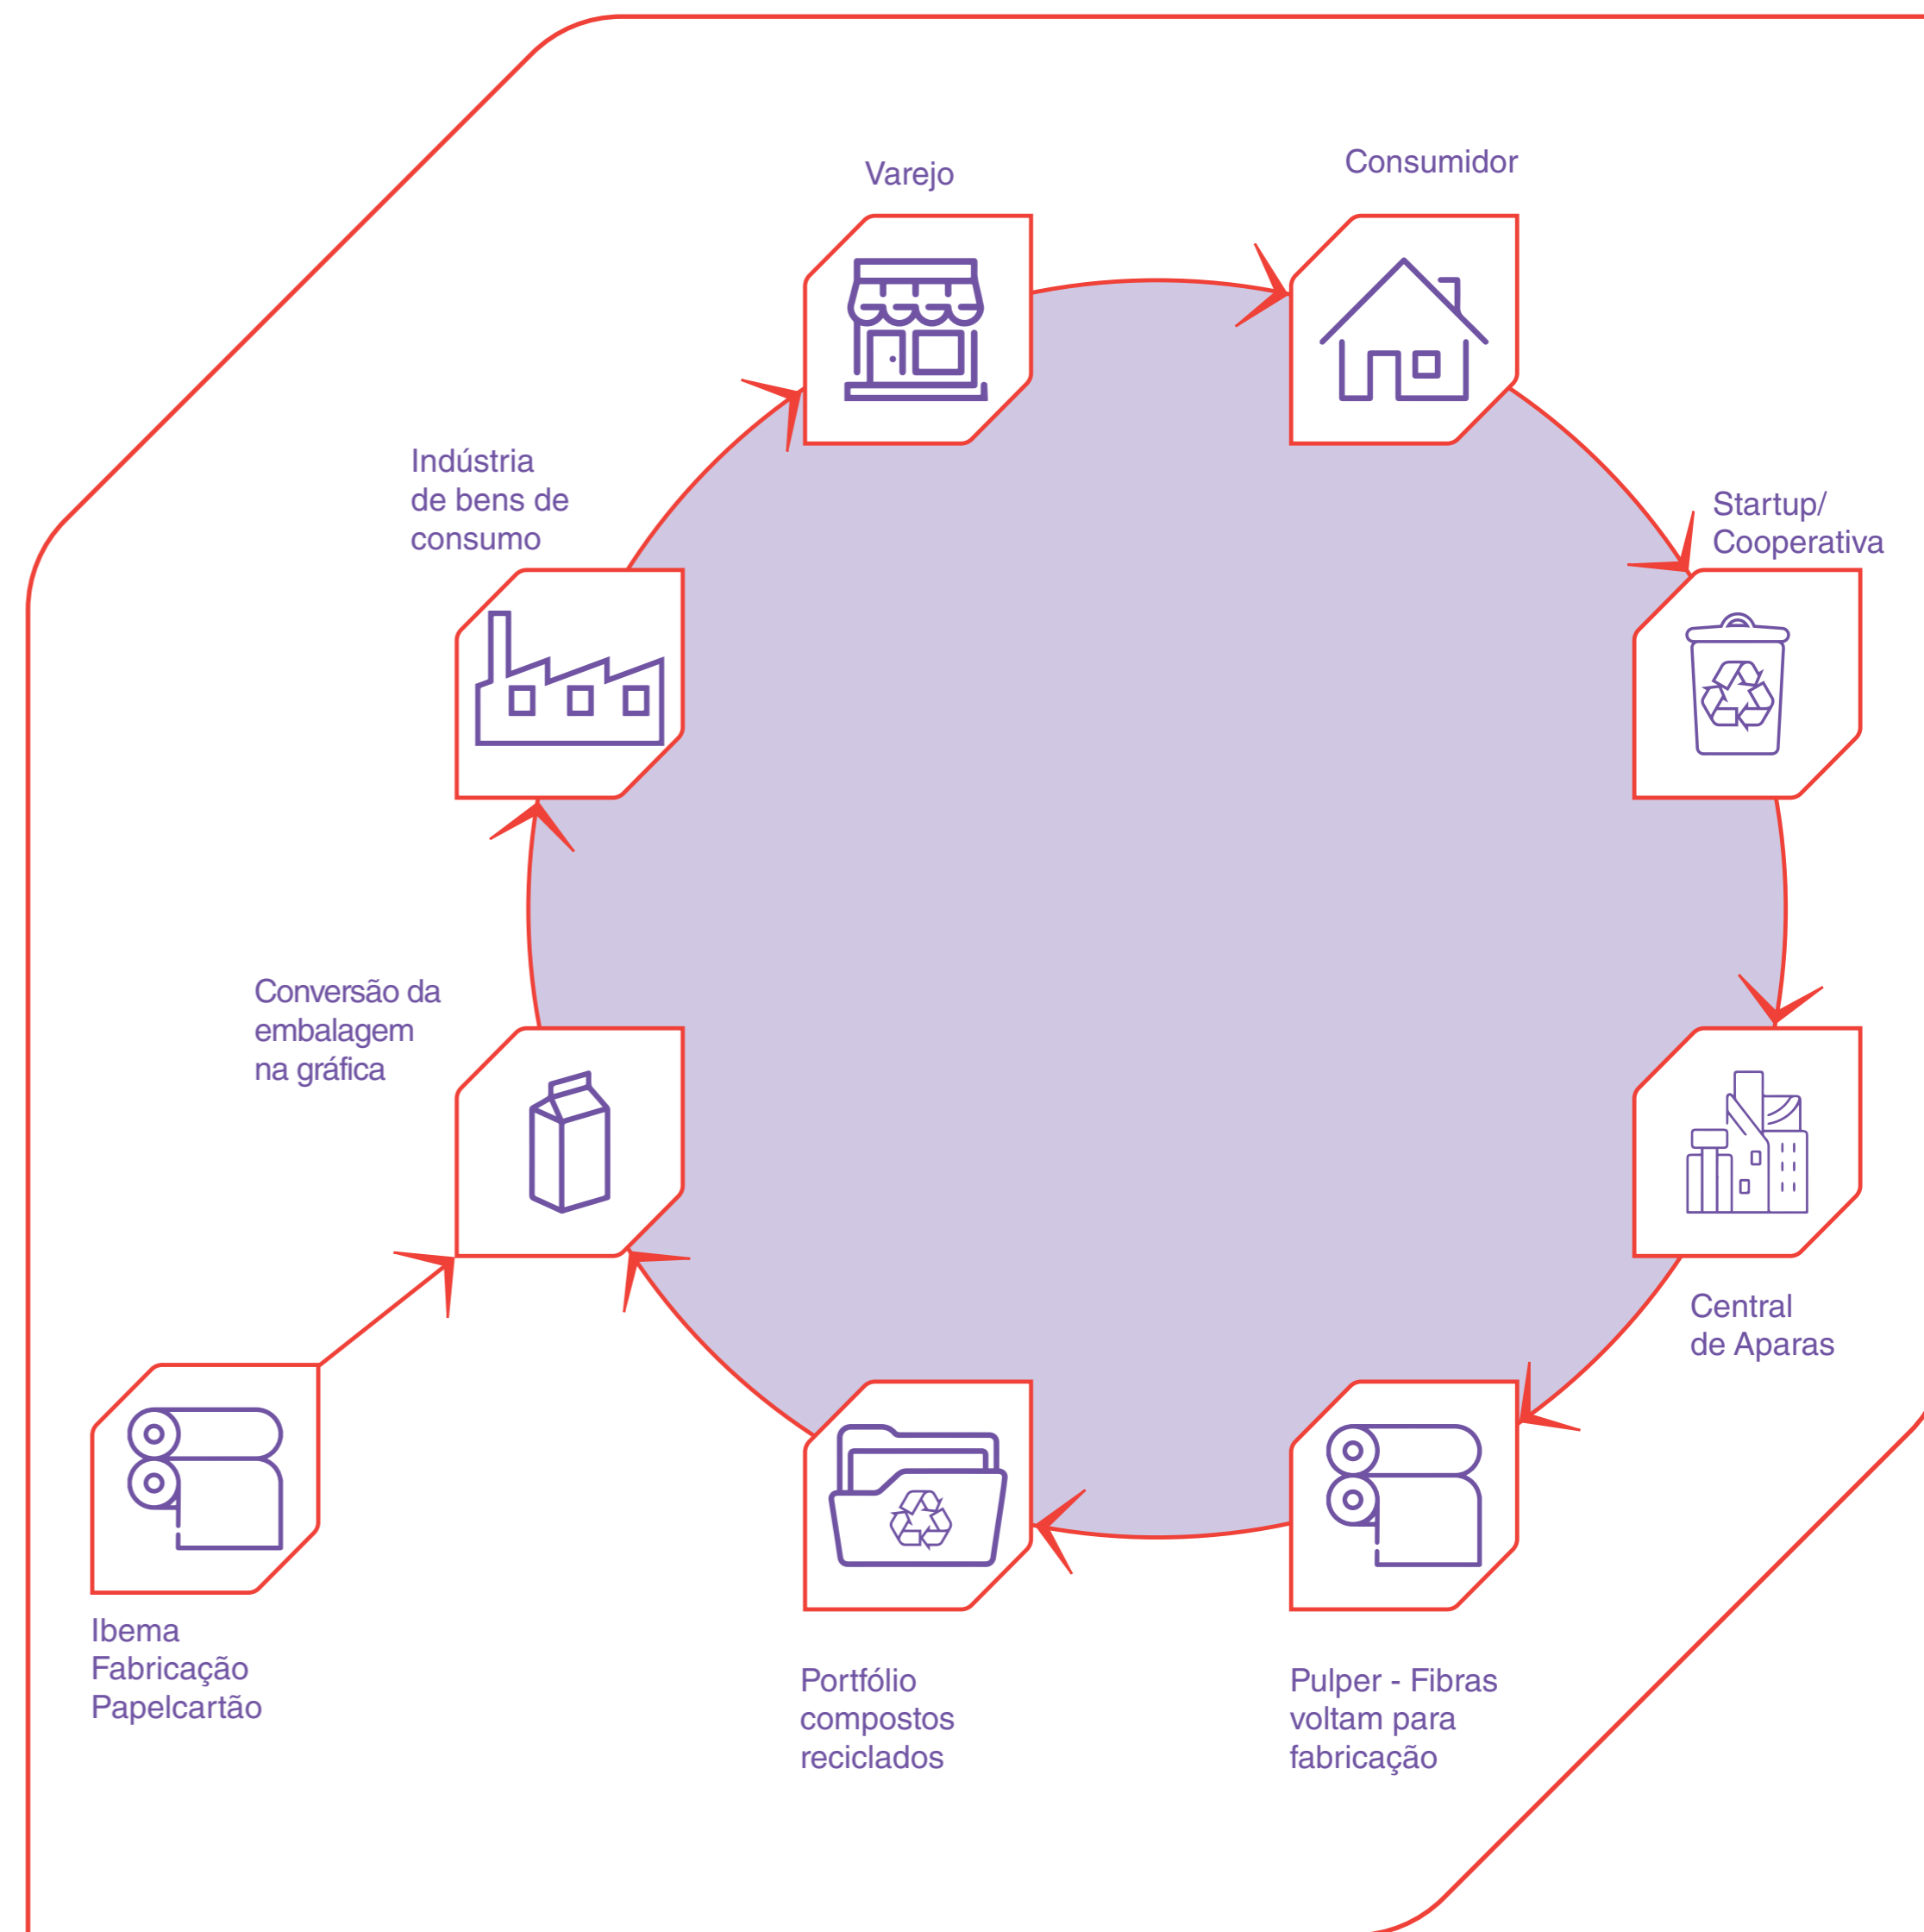 Varejo
Consumidor
Indústria
de bens de
consumo
Startup/
Cooperativa
Conversão da
embalagem
na gráfica
Central
de Aparas
Ibema
Fabricação
Papelcartão
Portfólio
compostos
reciclados
Pulper - Fibras
voltam para
fabricação